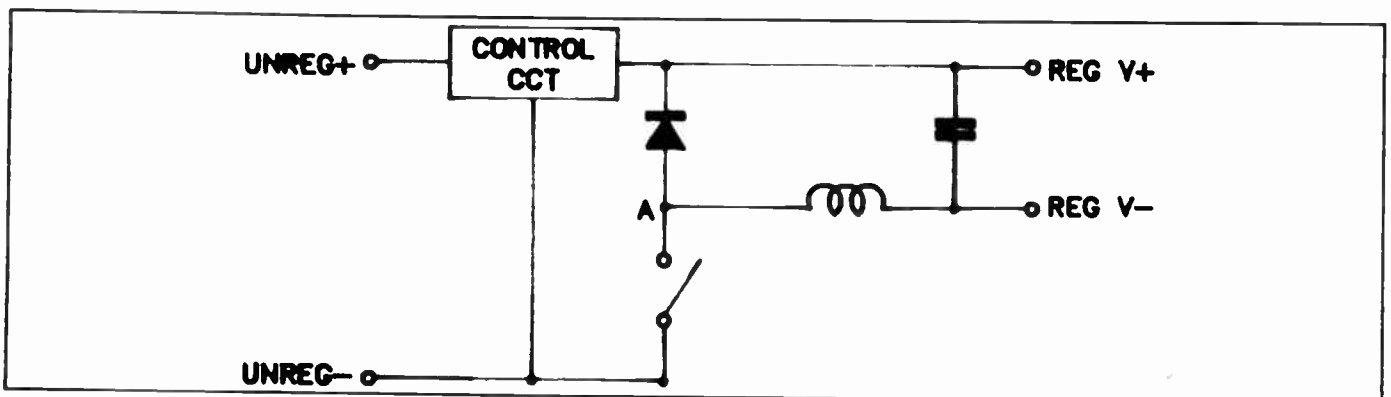 UNREG+
CONTROL
CCT
REG V+
A
REG V-
UNREG-